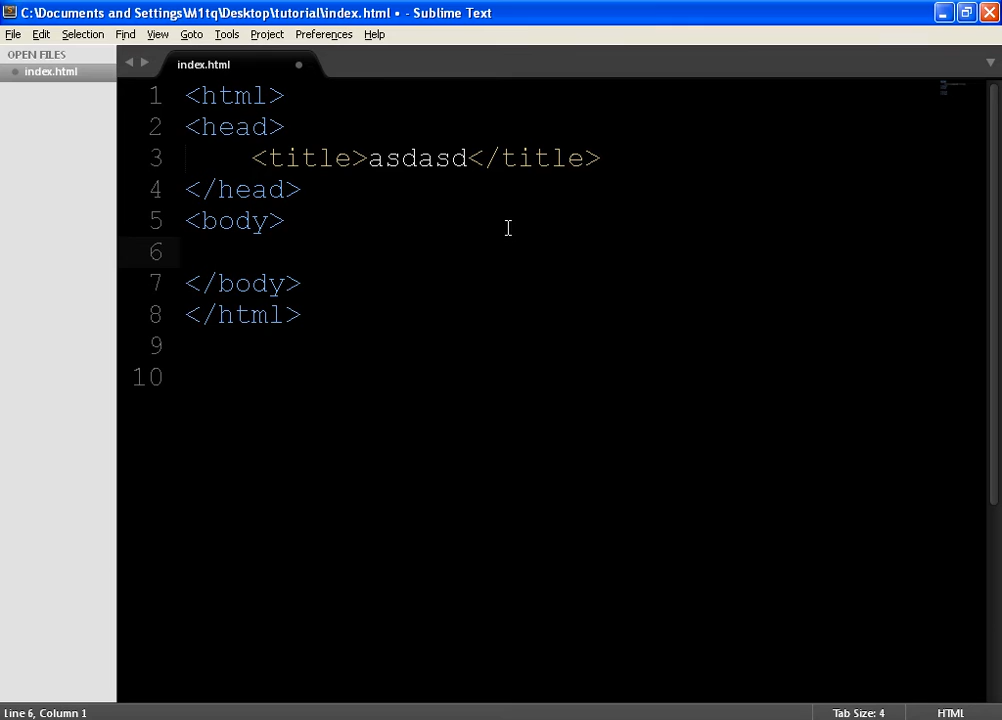 C:\Documents and Settings\M1tq\Desktop\tutorial\index.html • - Sublime Text
File Edit Selection Find View Goto Tools Project Preferences Help
OPEN FILES
index.html
index.html
1 <html>
2 <head>
3 <title>asdasd</title>
4 </head>
5 <body>
6
7 </body>
8 </html>
9
10
Line 6, Column 1 Tab Size: 4 HTML